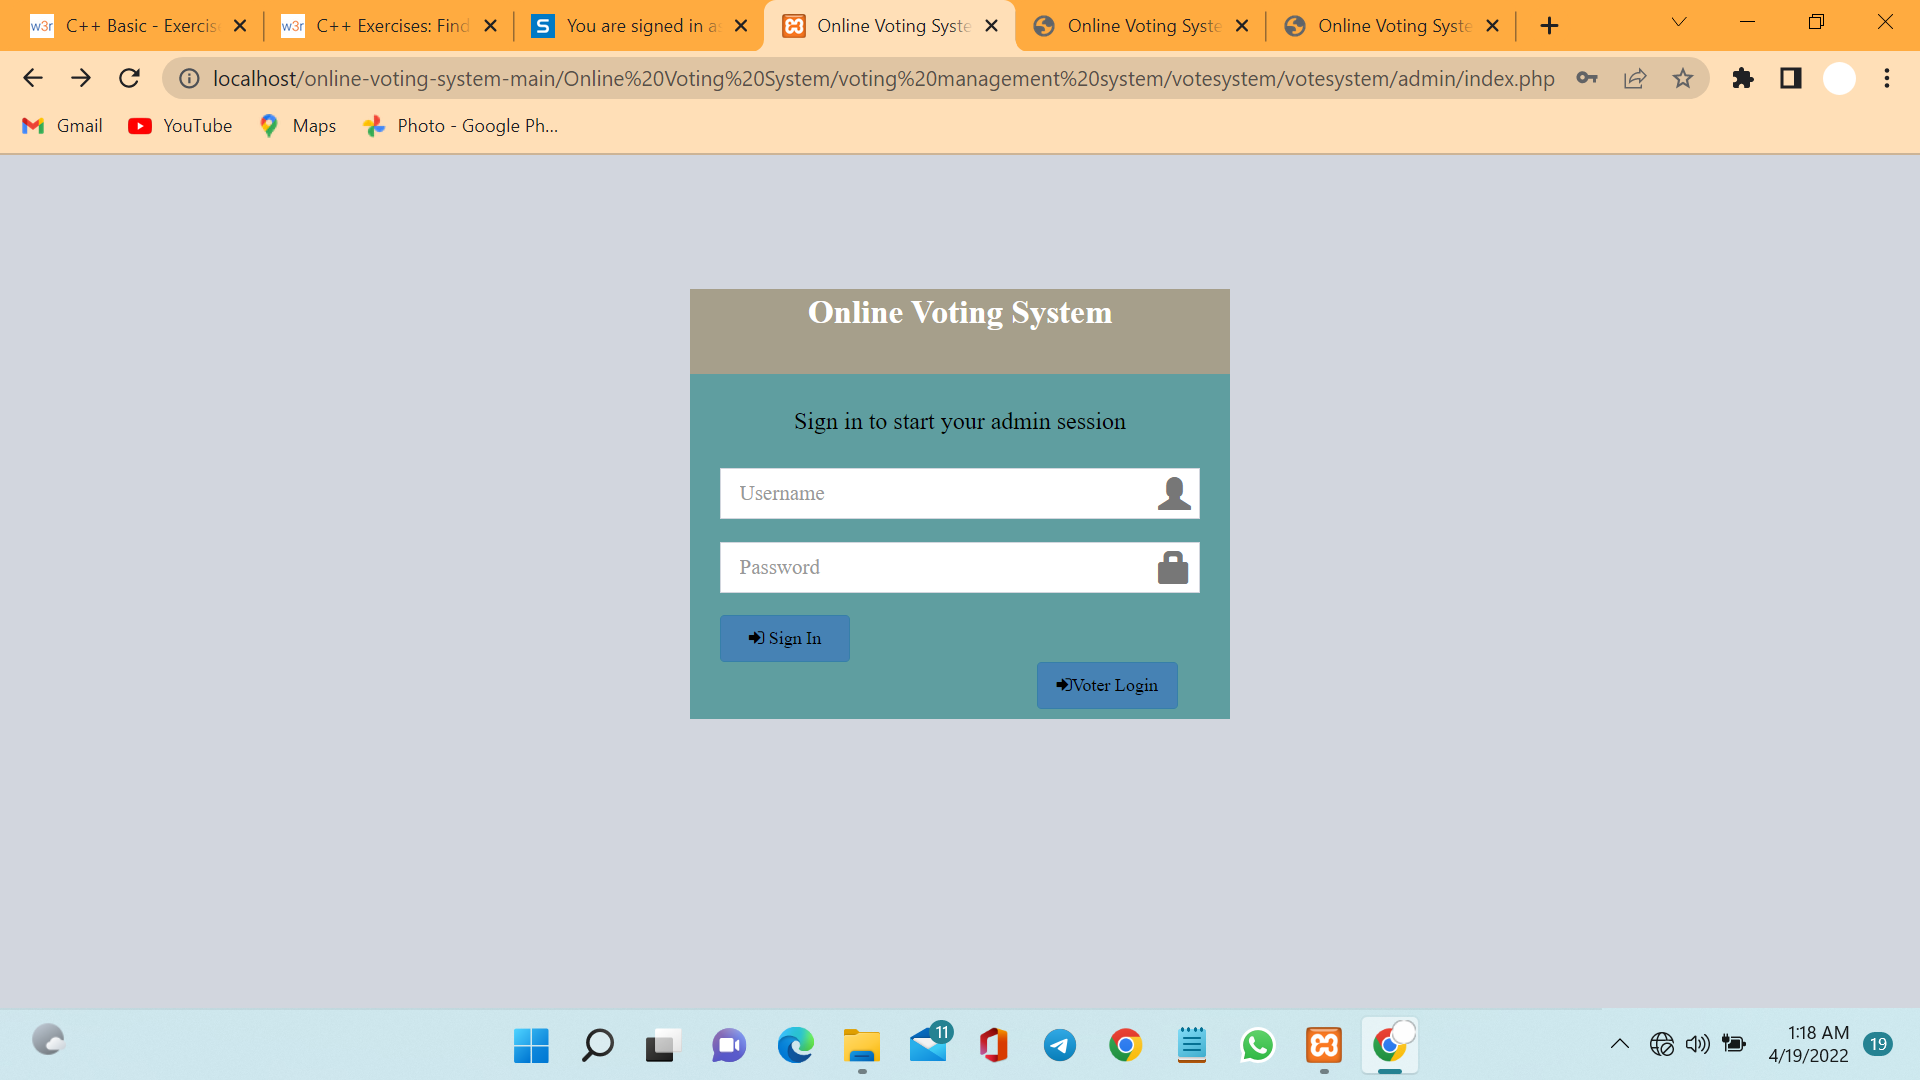 w3r C++ Basic - Exercis
w3r C++ Exercises: Find
S You are signed in as
Online Voting Syste
Online Voting Syste
Online Voting Syste
localhost/online-voting-system-main/Online%20Voting%20System/voting%20management%20system/votesystem/votesystem/admin/index.php
Gmail
YouTube
Maps
Photo - Google Ph...
Online Voting System
Sign in to start your admin session
Username
Password
Sign In
Voter Login
11
1:18 AM
4/19/2022
19